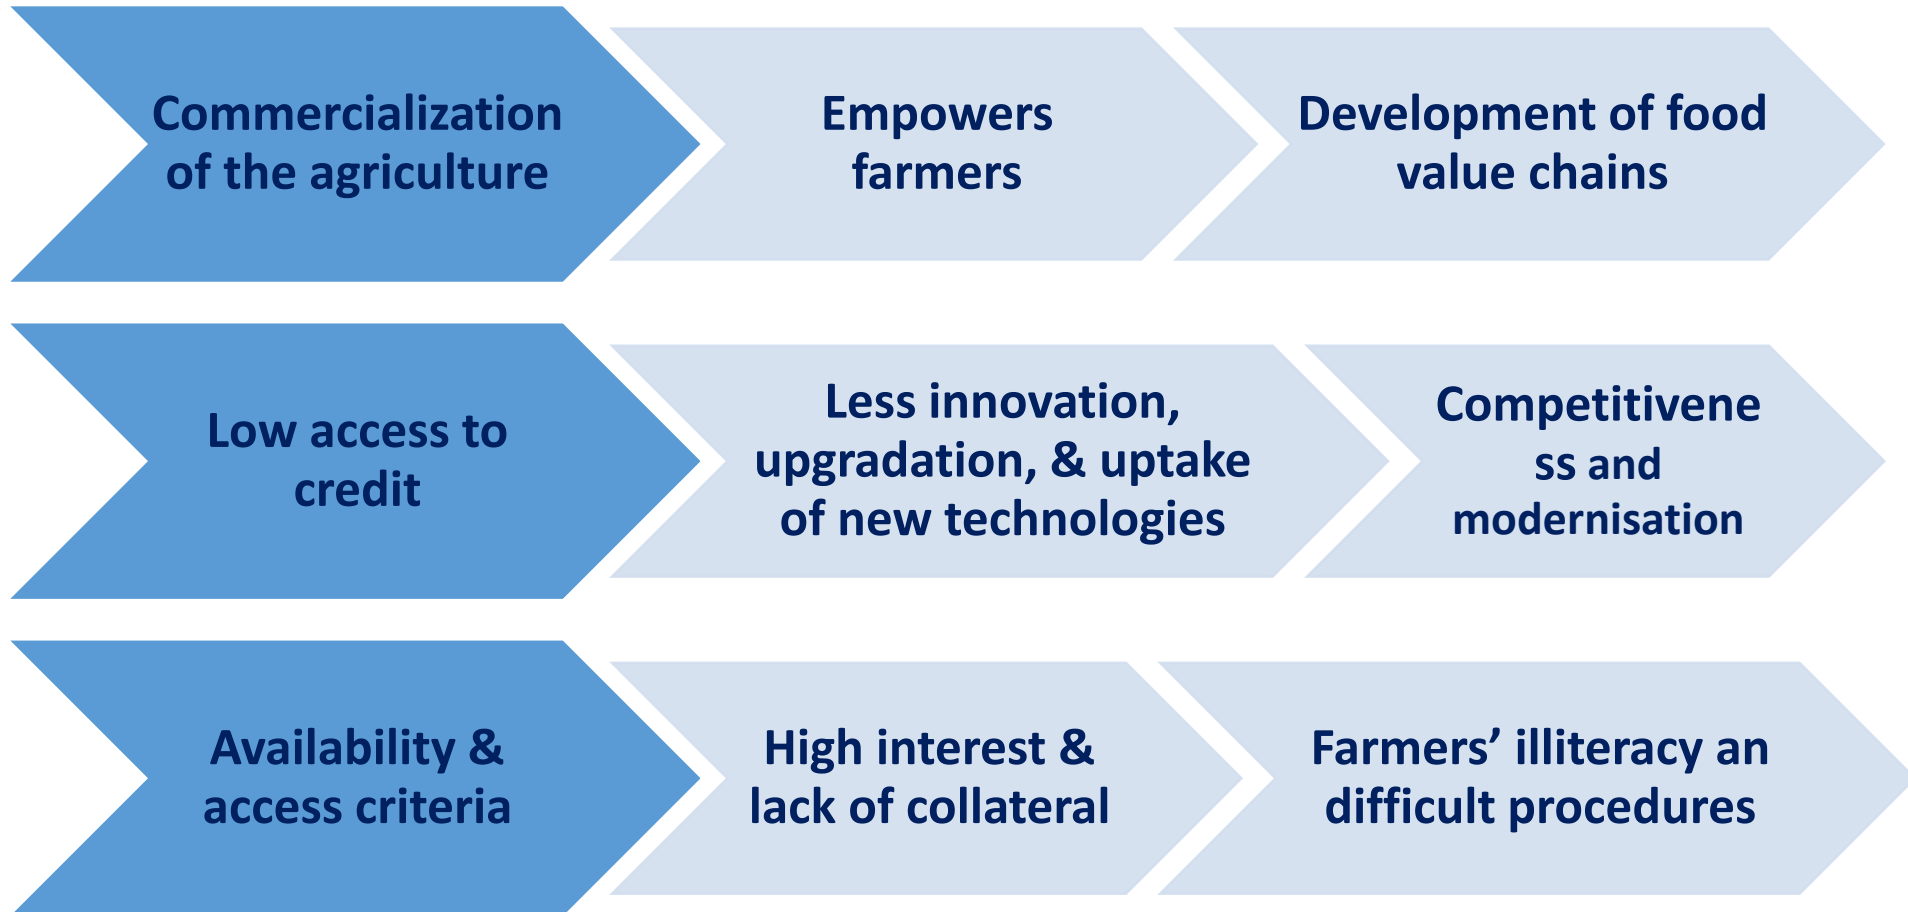 Commercialization
of the agriculture
Empowers
farmers
Development of food
value chains
Low access to
credit
Less innovation,
upgradation, & uptake
of new technologies
Competitivene
ss and
modernisation
Availability &
access criteria
High interest &
lack of collateral
Farmers’ illiteracy an
difficult procedures